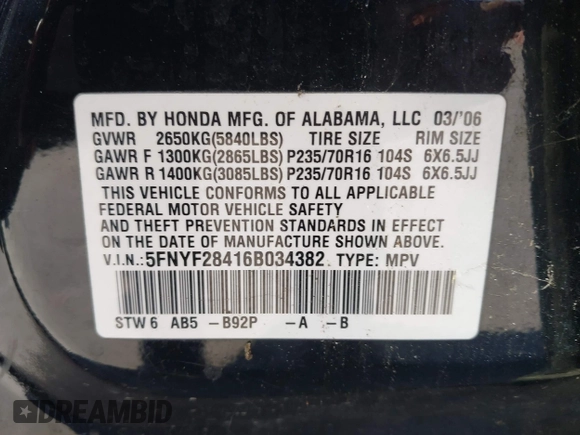 MFD. BY HONDA MFG. OF ALABAMA, LLC 03/'06
GVWR 2650KG(5840LBS) TIRE SIZE RIM SIZE
GAWR F 1300KG(2865LBS)P235/70R16 104S 6X6.5JJ
GAWR R 1400KG(3085LBS)P235/70R16 104S 6X6.5JJ
THIS VEHICLE CONFORMS TO ALL APPLICABLE
FEDERAL MOTOR VEHICLE SAFETY
AND THEFT PREVENTION STANDARDS IN EFFECT
ON THE DATE OF MANUFACTURE SHOWN ABOVE.
V.I.N.:5FNYF28416B034382. TYPE: MPV
STW 6 AB5 -B92P -A -B
DREAMBID